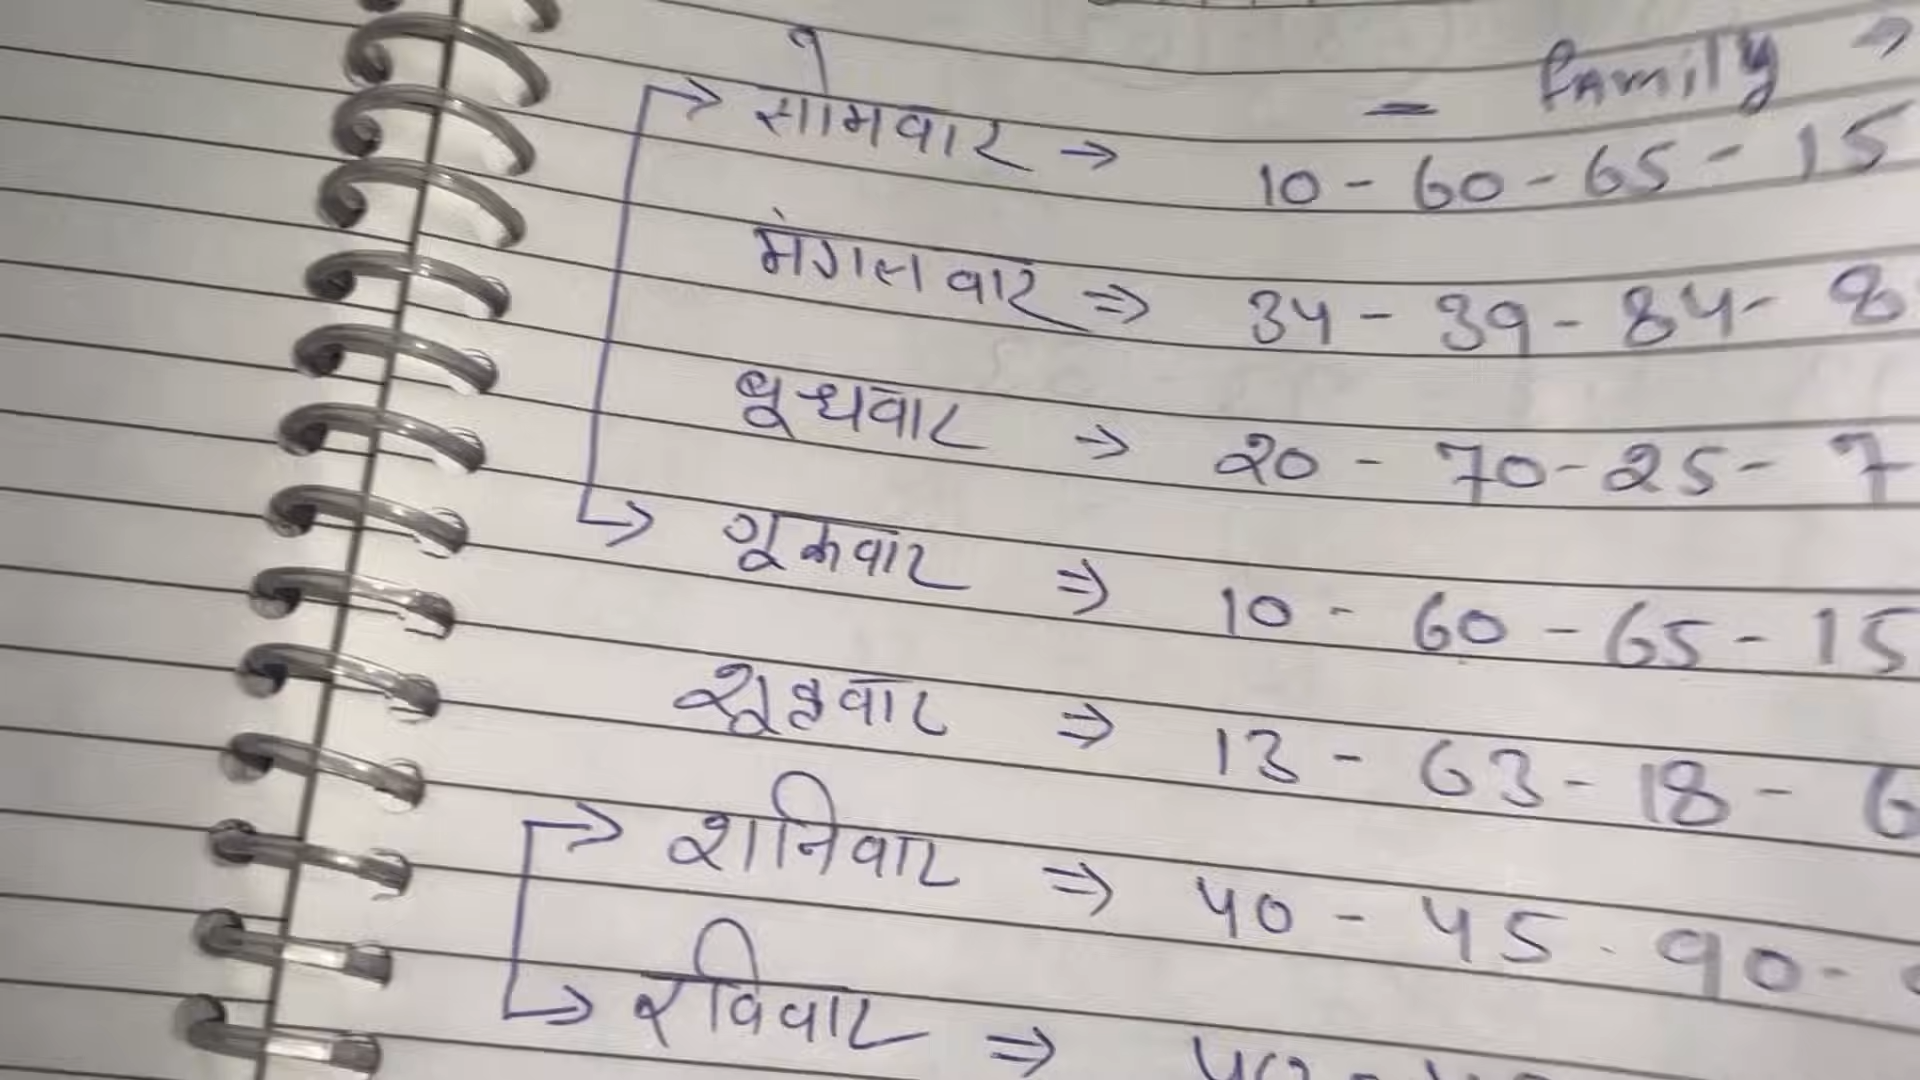 - Family →
सोमवार → 10 - 60 - 65 - 15
मंगलवार ⇒ 34 - 39 - 84 - 8
बूधवार → 20 - 70 - 25 - 7
गूरूवार ⇒ 10 - 60 - 65 - 15
शूक्रवार ⇒ 13 - 63 - 18 - 6
शनिवार ⇒ 40 - 45 - 90 -
रविवार ⇒